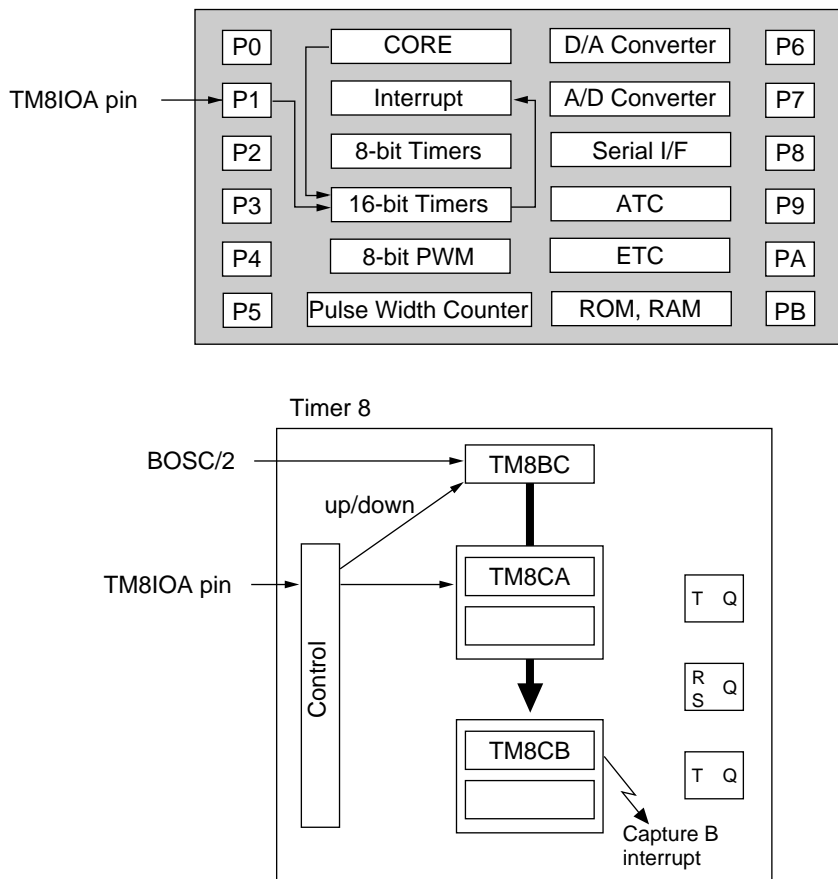 P0 CORE D/A Converter P6
TM8IOA pin P1 Interrupt A/D Converter P7
P2 8-bit Timers Serial I/F P8
P3 16-bit Timers ATC P9
P4 8-bit PWM ETC PA
P5 Pulse Width Counter ROM, RAM PB
Timer 8
BOSC/2 TM8BC
up/down
TM8IOA pin TM8CA
T Q
Control
R Q
S
TM8CB T Q
Capture B
interrupt